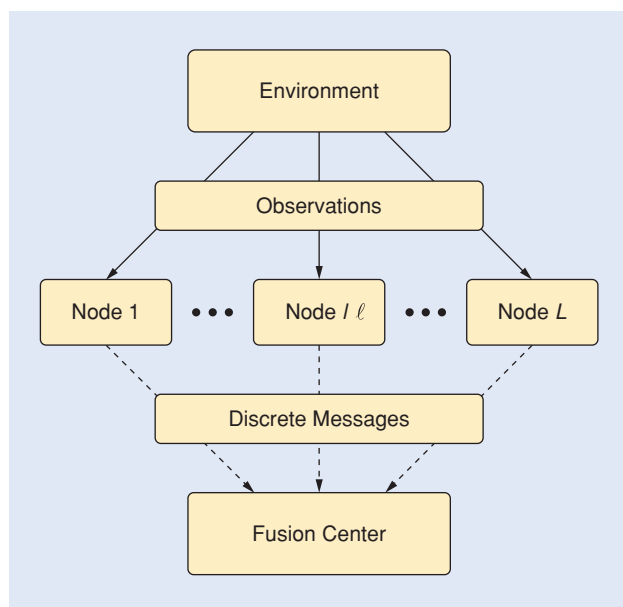 Environment
Observations
Node 1 ••• Node l ℓ ••• Node L
Discrete Messages
Fusion Center